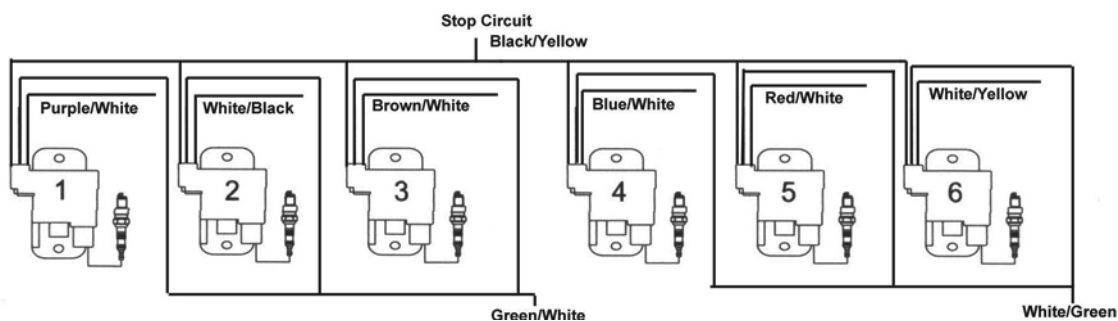 Stop Circuit
Black/Yellow
Purple/White
White/Black
Brown/White
Blue/White
Red/White
White/Yellow
1
2
3
4
5
6
Green/White
White/Green